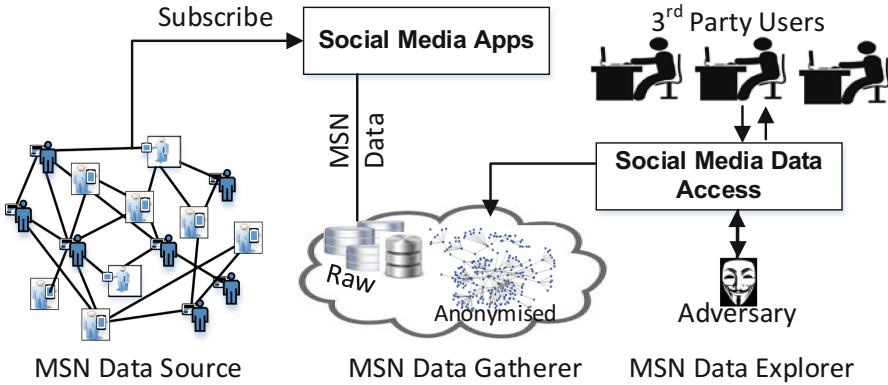 Subscribe
Social Media Apps
3rd Party Users
MSN
Data
Social Media Data
Access
Raw
Anonymised
Adversary
MSN Data Source
MSN Data Gatherer
MSN Data Explorer